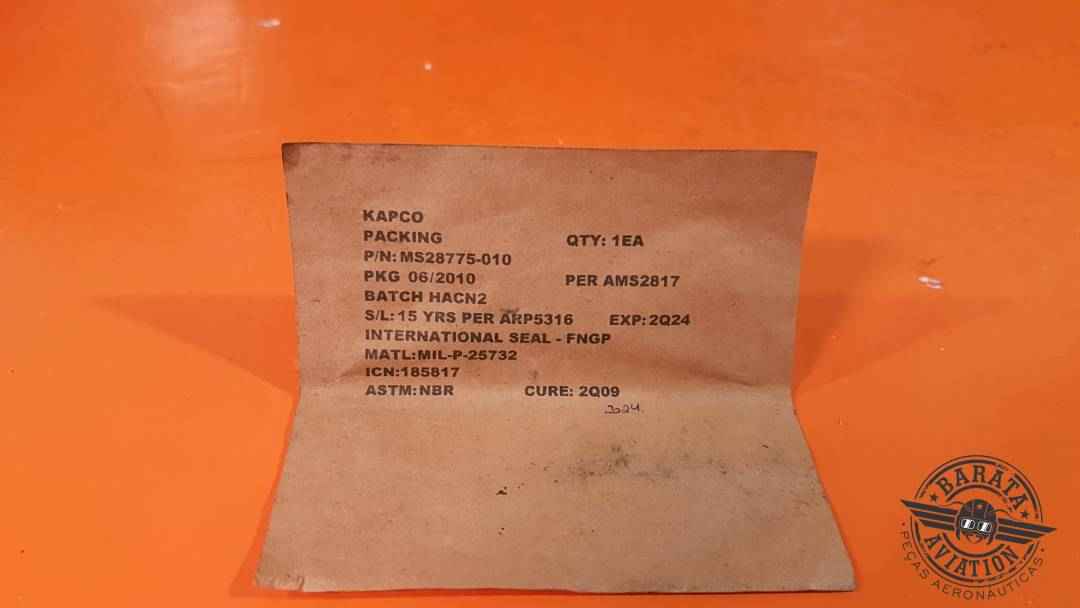 KAPCO
PACKING QTY: 1EA
P/N: MS28775-010
PKG 06/2010 PER AMS2817
BATCH HACN2
S/L: 15 YRS PER ARP5316 EXP: 2Q24
INTERNATIONAL SEAL - FNGP
MATL: MIL-P-25732
ICN: 185817
ASTM: NBR CURE: 2Q09
2024
BARATA
AVIATION
PEÇAS AERONÁUTICAS